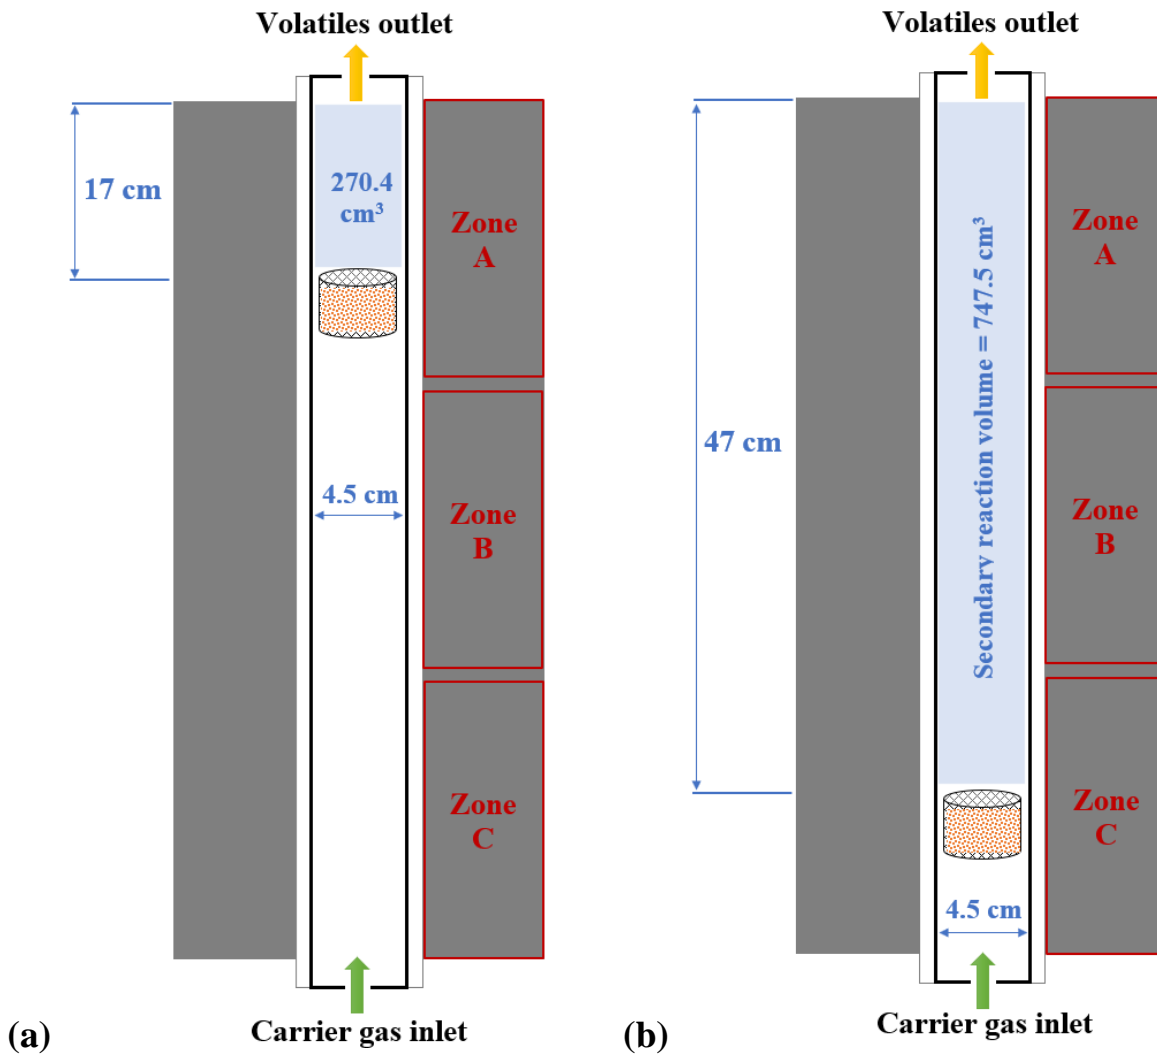 Volatiles outlet
17 cm
270.4
cm³
Zone
A
4.5 cm
Zone
B
Zone
C
Carrier gas inlet
(a)
Volatiles outlet
47 cm
Secondary reaction volume = 747.5 cm³
Zone
A
Zone
B
Zone
C
4.5 cm
Carrier gas inlet
(b)